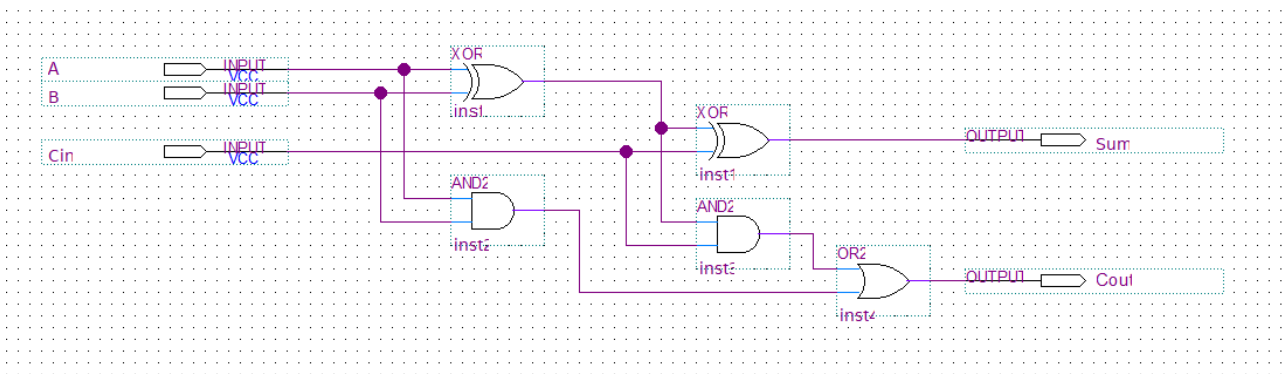 A INPUT
VCC
B INPUT
VCC
Cin INPUT
VCC
XOR
inst
XOR
inst1
AND2
inst2
AND2
inst3
OR2
inst4
OUTPUT Sum
OUTPUT Cout